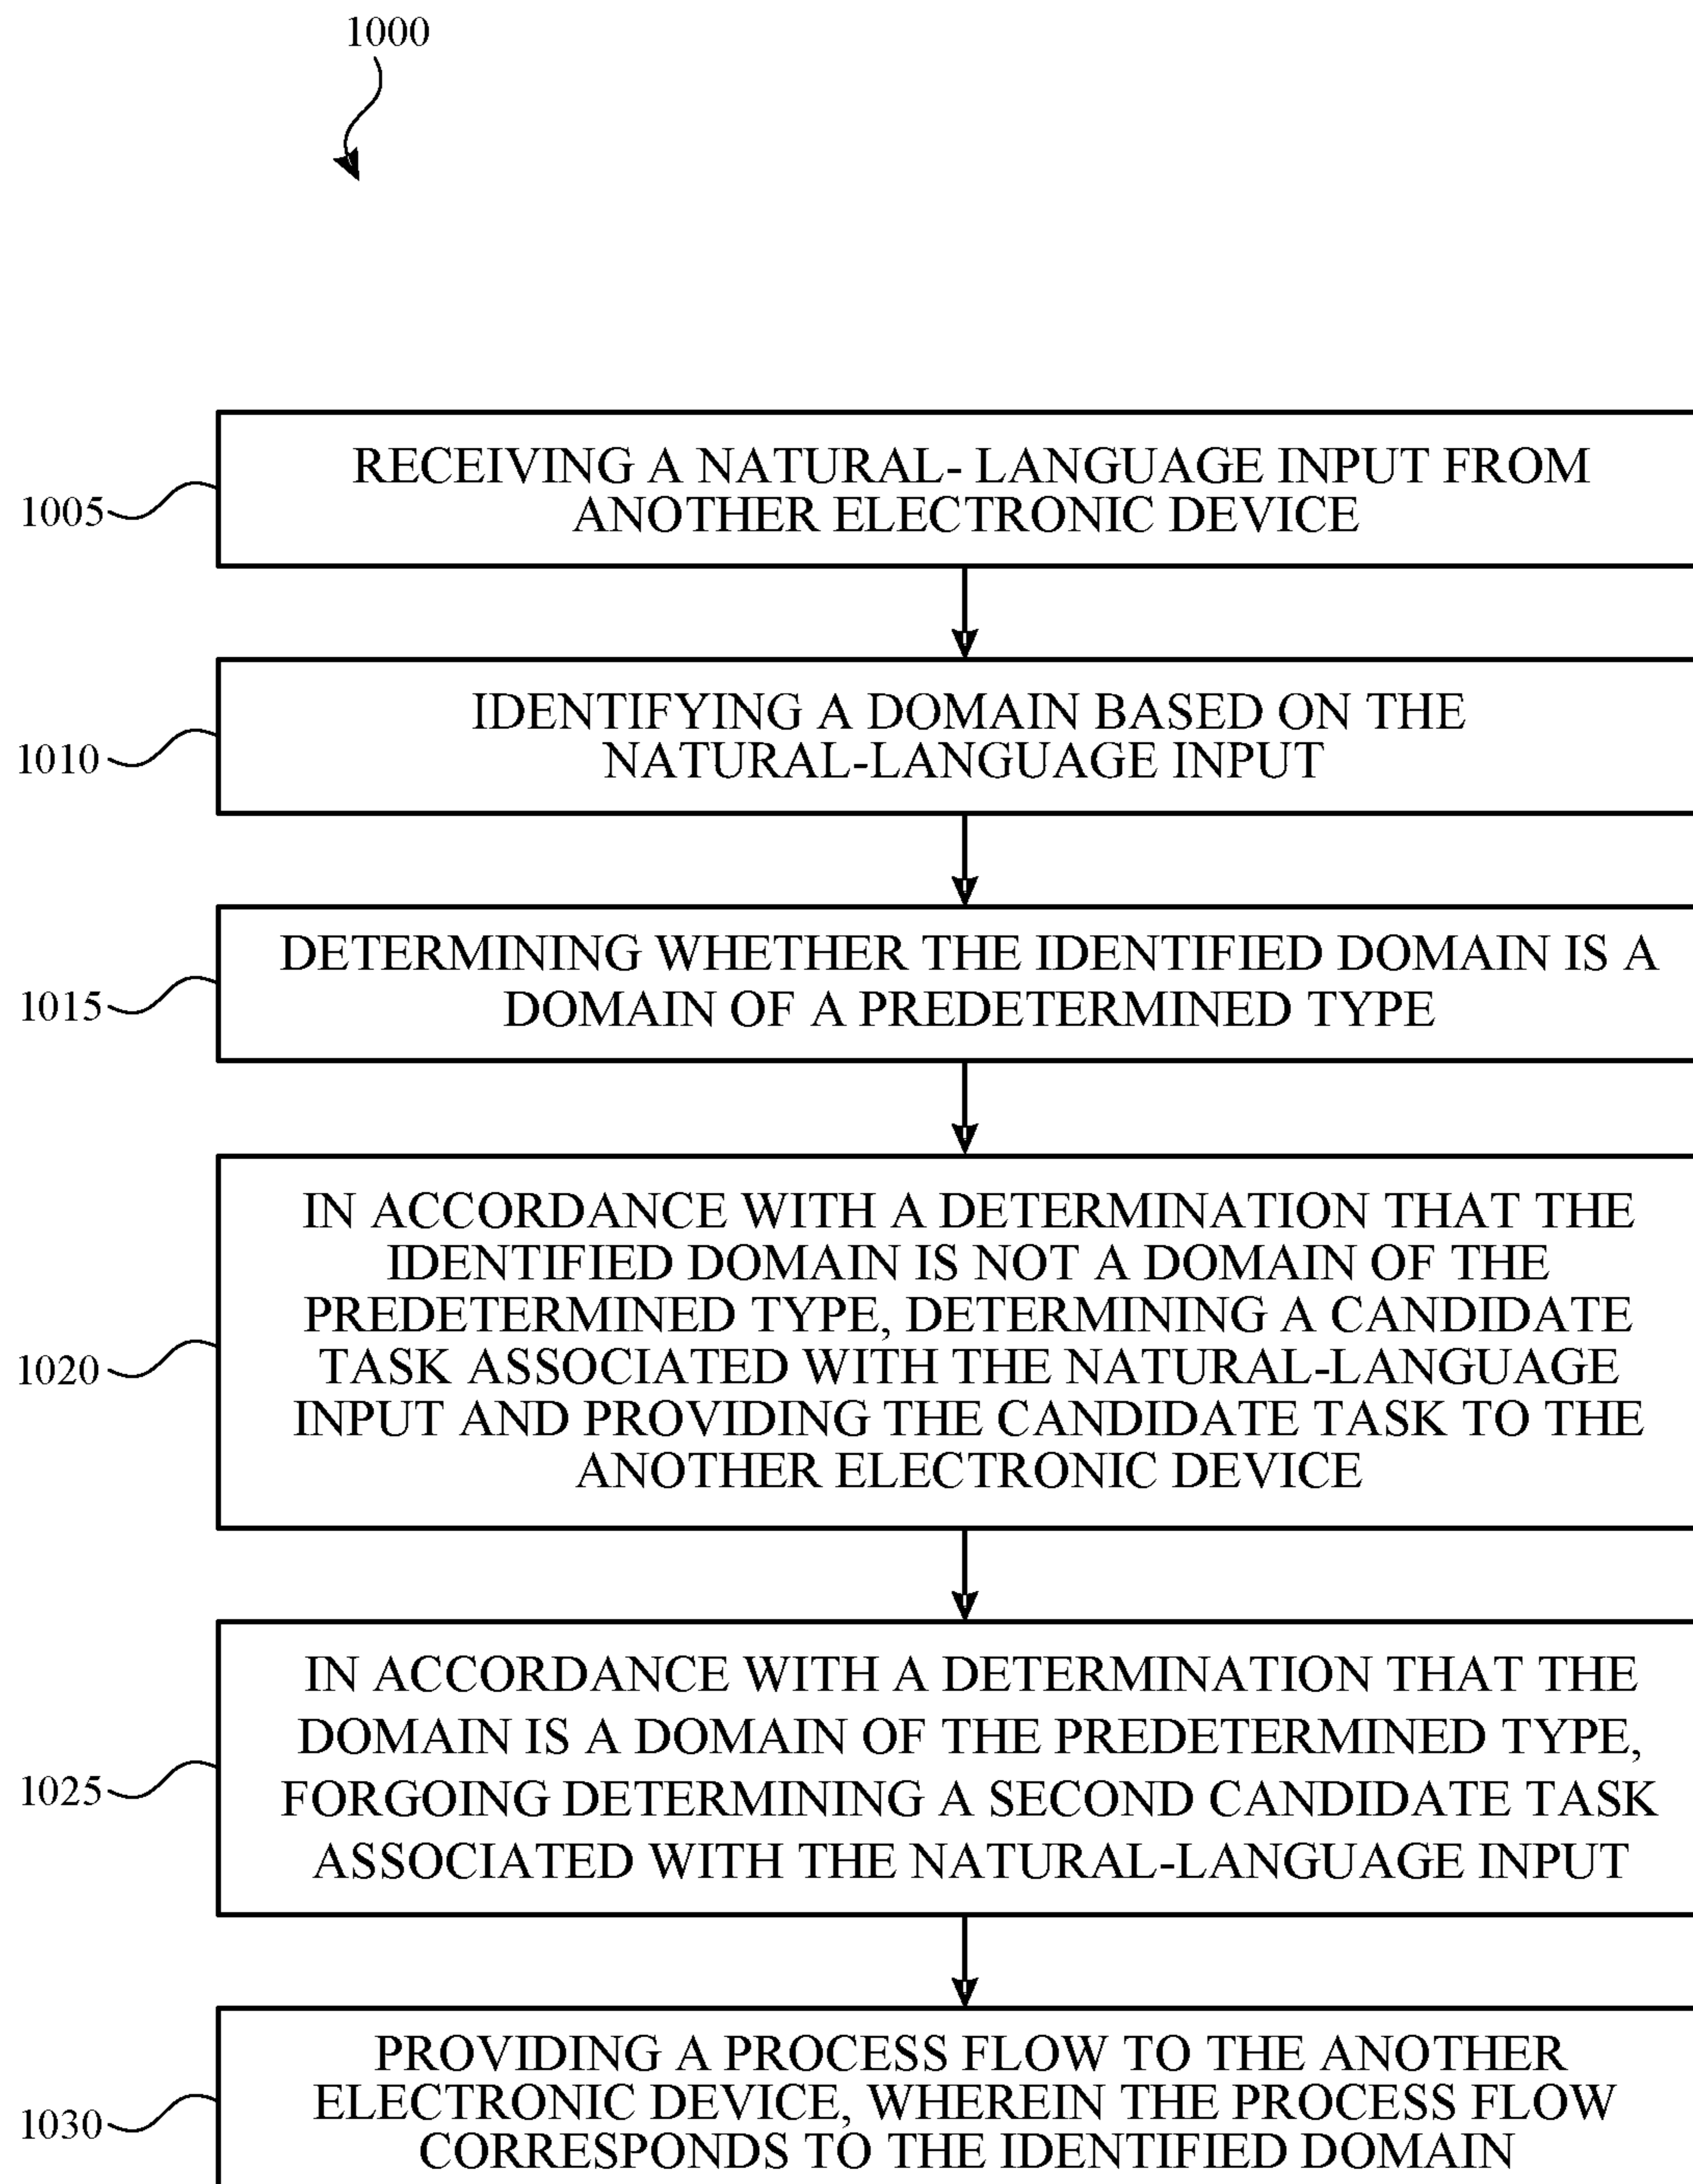 1000
RECEIVING A NATURAL- LANGUAGE INPUT FROM
ANOTHER ELECTRONIC DEVICE
1005
IDENTIFYING A DOMAIN BASED ON THE
NATURAL-LANGUAGE INPUT
1010
DETERMINING WHETHER THE IDENTIFIED DOMAIN IS A
DOMAIN OF A PREDETERMINED TYPE
1015
IN ACCORDANCE WITH A DETERMINATION THAT THE
IDENTIFIED DOMAIN IS NOT A DOMAIN OF THE
PREDETERMINED TYPE, DETERMINING A CANDIDATE
TASK ASSOCIATED WITH THE NATURAL-LANGUAGE
INPUT AND PROVIDING THE CANDIDATE TASK TO THE
ANOTHER ELECTRONIC DEVICE
1020
IN ACCORDANCE WITH A DETERMINATION THAT THE
DOMAIN IS A DOMAIN OF THE PREDETERMINED TYPE,
FORGOING DETERMINING A SECOND CANDIDATE TASK
ASSOCIATED WITH THE NATURAL-LANGUAGE INPUT
1025
PROVIDING A PROCESS FLOW TO THE ANOTHER
ELECTRONIC DEVICE, WHEREIN THE PROCESS FLOW
CORRESPONDS TO THE IDENTIFIED DOMAIN
1030